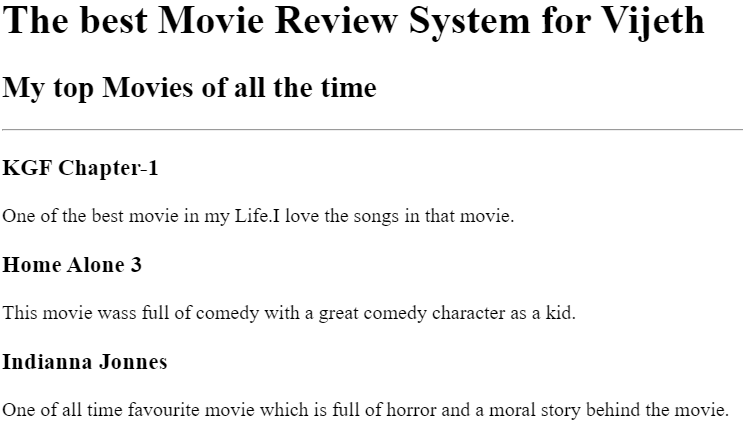 The best Movie Review System for Vijeth
My top Movies of all the time
KGF Chapter-1
One of the best movie in my Life.I love the songs in that movie.
Home Alone 3
This movie wass full of comedy with a great comedy character as a kid.
Indianna Jonnes
One of all time favourite movie which is full of horror and a moral story behind the movie.